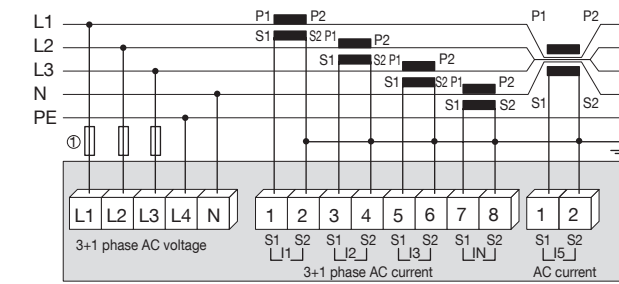 P1 P2 P1 P2
L1
S1 S2 P1 P2
L2
S1 S2 P1 P2
L3
S1 S2 P1 P2
N
S1 S2 S1 S2
PE
①
L1 L2 L3 L4 N 1 2 3 4 5 6 7 8 1 2
S1 S2 S1 S2 S1 S2 S1 S2 S1 S2
3+1 phase AC voltage I1 I2 I3 IN I5
3+1 phase AC current AC current